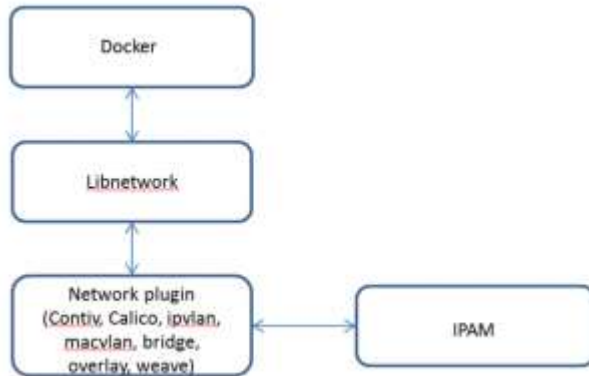 Docker
Libnetwork
Network plugin
(Contiv, Calico, ipvlan,
macvlan, bridge,
overlay, weave)
IPAM